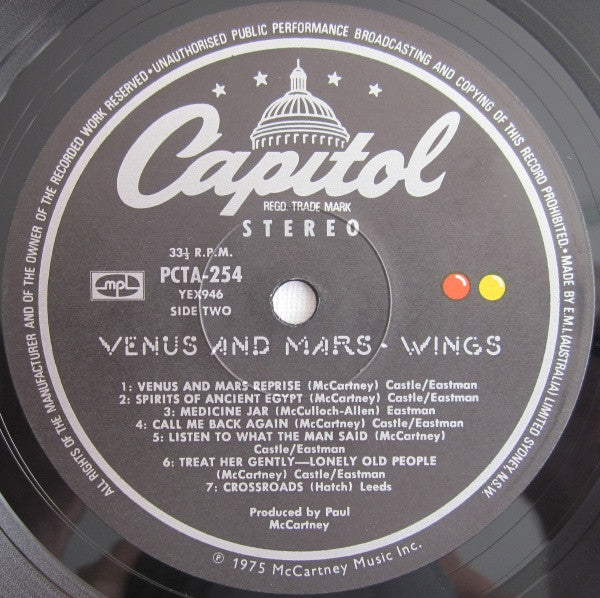 ALL RIGHTS OF THE MANUFACTURER AND OF THE OWNER OF THE RECORDED WORK RESERVED•UNAUTHORISED PUBLIC PERFORMANCE BROADCASTING AND COPYING OF THIS RECORD PROHIBITED.•MADE BY E.M.I.(AUSTRALIA) LIMITED SYDNEY, N.S.W.
Capitol
REGD. TRADE MARK
STEREO
33⅓ R.P.M.
PCTA-254
mpl
YEX946
SIDE TWO
VENUS AND MARS • WINGS
1: VENUS AND MARS REPRISE (McCartney) Castle/Eastman
2: SPIRITS OF ANCIENT EGYPT (McCartney) Castle/Eastman
3: MEDICINE JAR (McCulloch-Allen) Eastman
4: CALL ME BACK AGAIN (McCartney) Castle/Eastman
5: LISTEN TO WHAT THE MAN SAID (McCartney)
Castle/Eastman
6: TREAT HER GENTLY—LONELY OLD PEOPLE
(McCartney) Castle/Eastman
7: CROSSROADS (Hatch) Leeds
Produced by Paul
McCartney
℗ 1975 McCartney Music Inc.